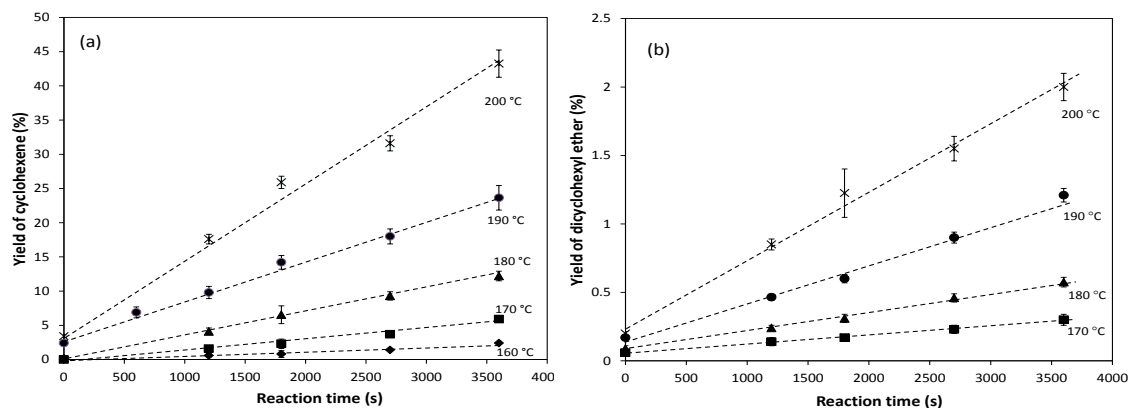 (a)
Yield of cyclohexene (%)
50
45
40
35
30
25
20
15
10
5
0
200 °C
190 °C
180 °C
170 °C
160 °C
0 500 1000 1500 2000 2500 3000 3500 400
Reaction time (s)
(b)
Yield of dicyclohexyl ether (%)
2.5
2
1.5
1
0.5
0
200 °C
190 °C
180 °C
170 °C
0 500 1000 1500 2000 2500 3000 3500 4000
Reaction time (s)